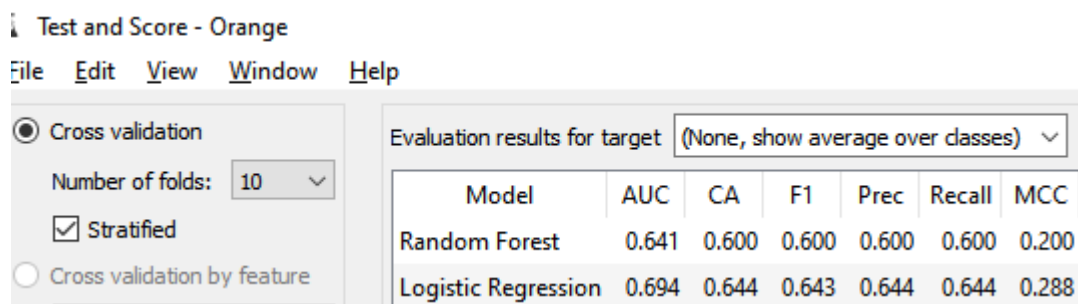 Test and Score - Orange
File Edit View Window Help
Cross validation
Number of folds: 10
Stratified
Cross validation by feature
Evaluation results for target (None, show average over classes)
Model AUC CA F1 Prec Recall MCC
Random Forest 0.641 0.600 0.600 0.600 0.600 0.200
Logistic Regression 0.694 0.644 0.643 0.644 0.644 0.288